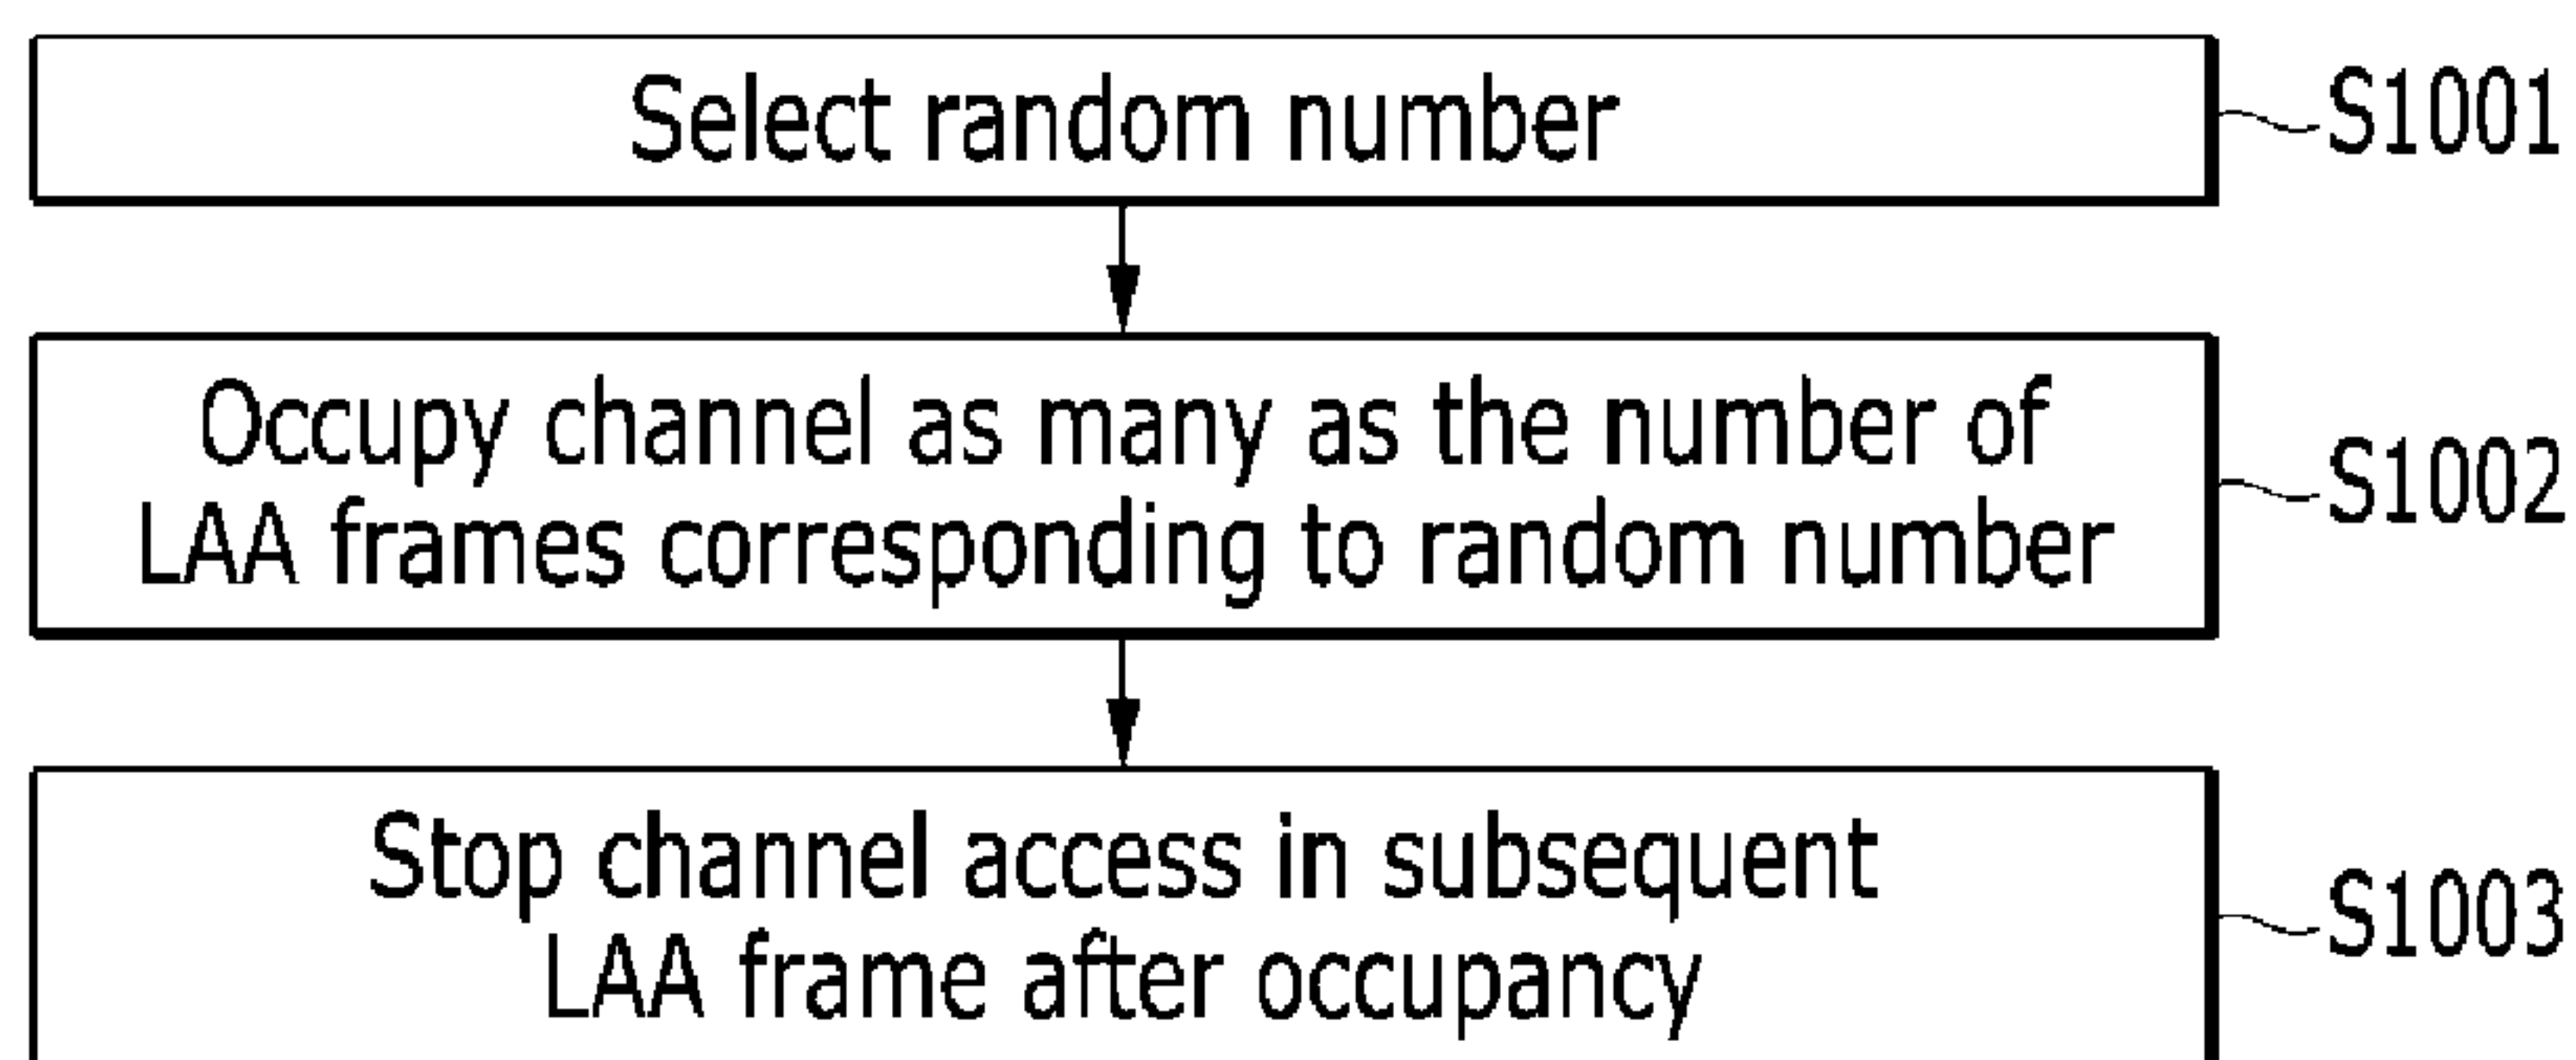 Select random number
S1001
Occupy channel as many as the number of
LAA frames corresponding to random number
S1002
Stop channel access in subsequent
LAA frame after occupancy
S1003